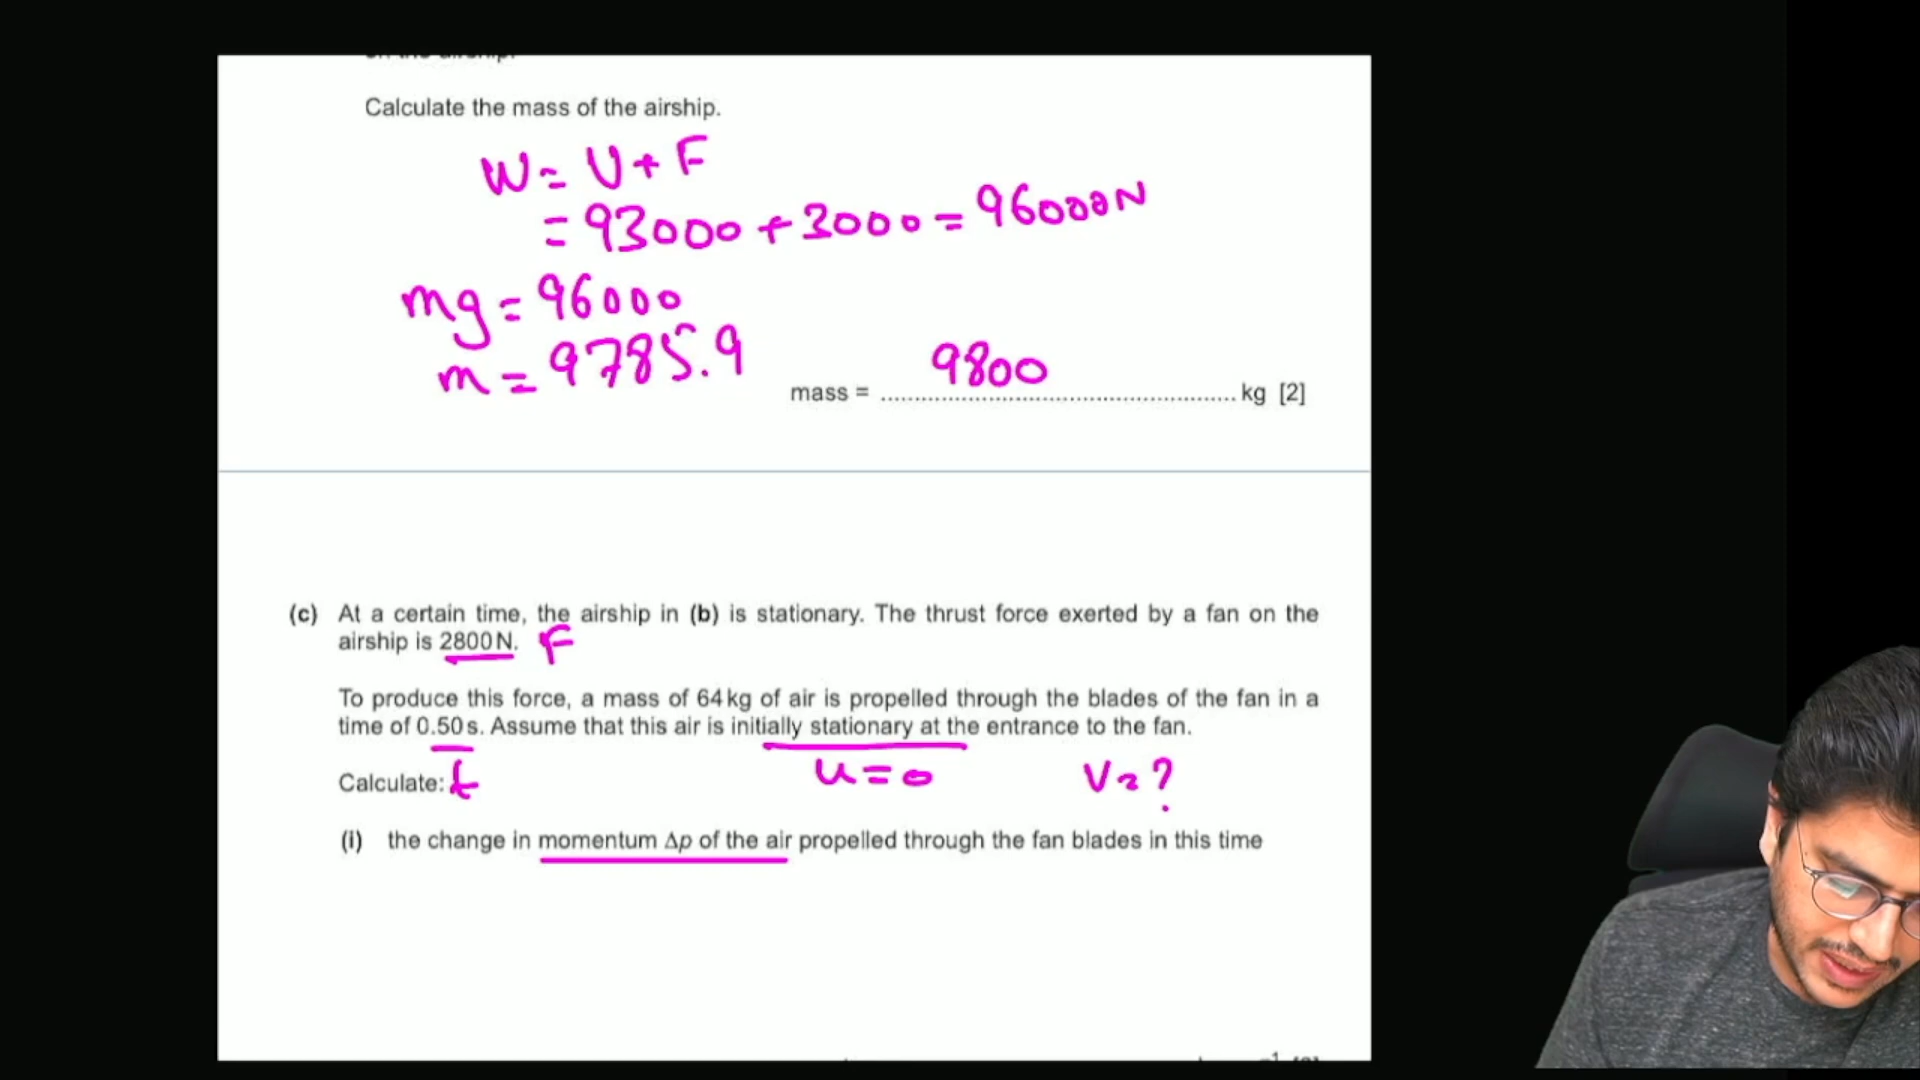 on the airship.
Calculate the mass of the airship.
W = U + F
= 93000 + 3000 = 96000N
mg = 96000
m = 9785.9
9800
mass = ........................................................ kg [2]
(c) At a certain time, the airship in (b) is stationary. The thrust force exerted by a fan on the
airship is 2800 N. F
To produce this force, a mass of 64 kg of air is propelled through the blades of the fan in a
time of 0.50 s. Assume that this air is initially stationary at the entrance to the fan.
u = 0 v = ?
Calculate: t
(i) the change in momentum Δp of the air propelled through the fan blades in this time